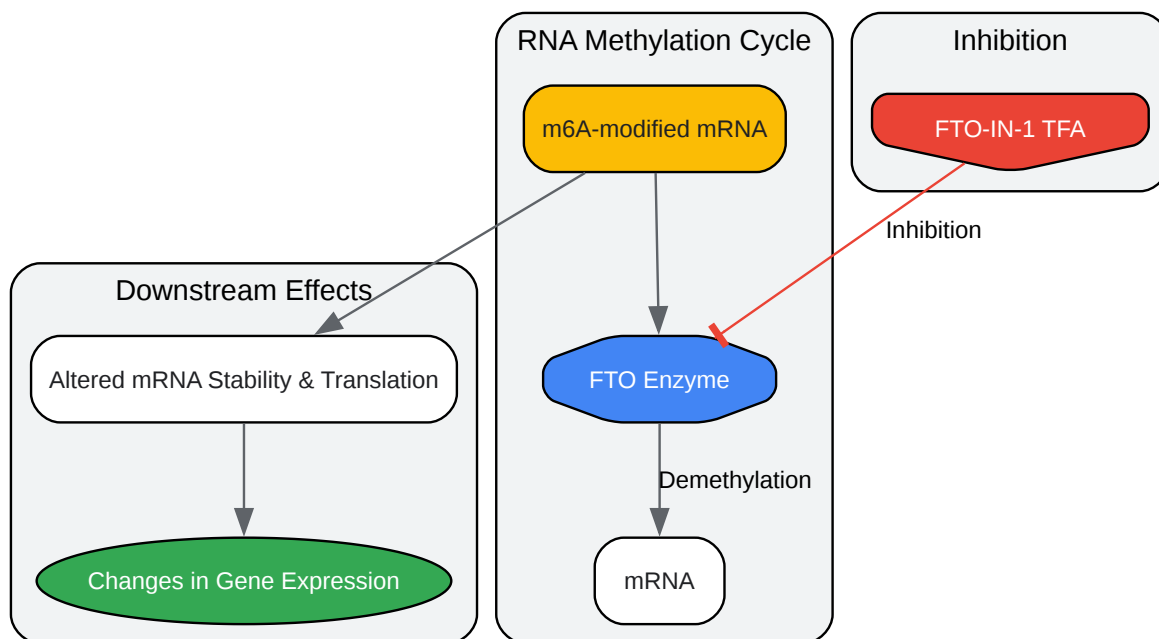 RNA Methylation Cycle
Inhibition
m6A-modified mRNA
FTO-IN-1 TFA
Inhibition
Downstream Effects
Altered mRNA Stability & Translation
FTO Enzyme
Demethylation
Changes in Gene Expression
mRNA